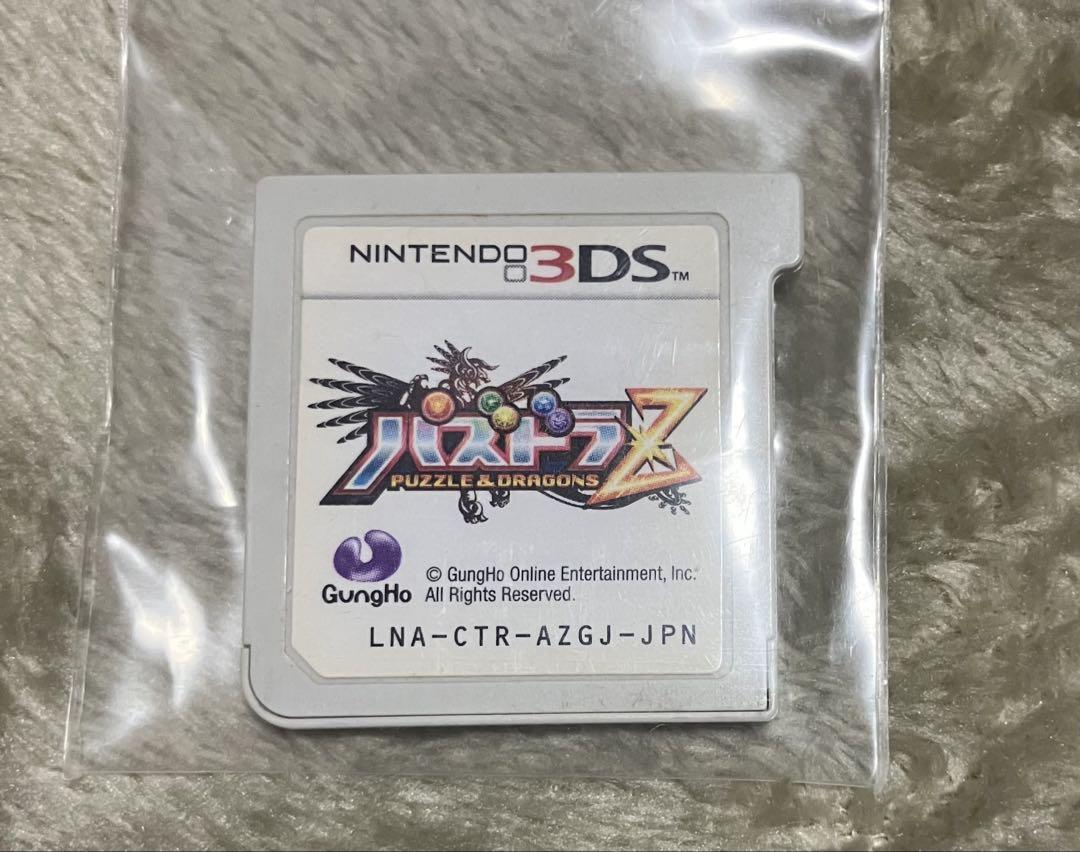 NINTENDO 3DS™
パズドラZ
PUZZLE & DRAGONS
GungHo
© GungHo Online Entertainment, Inc.
All Rights Reserved.
LNA-CTR-AZGJ-JPN